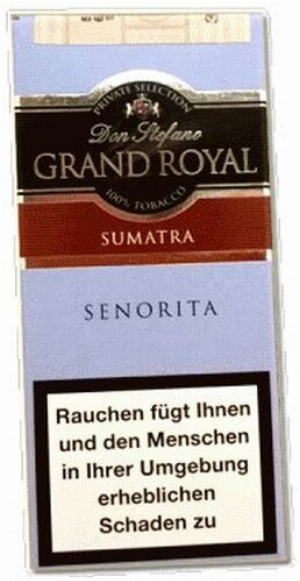 PRIVATE SELECTION
Don Stefano
GRAND ROYAL
100% TOBACCO
SUMATRA
SENORITA
Rauchen fügt Ihnen
und den Menschen
in Ihrer Umgebung
erheblichen
Schaden zu